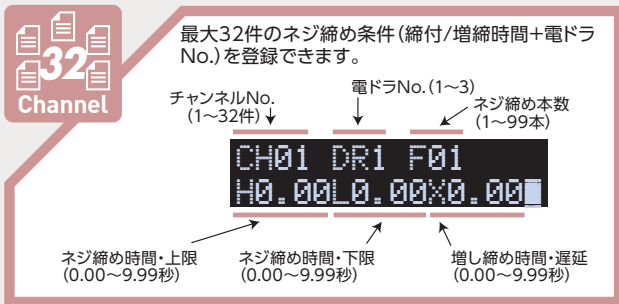 32
Channel
最大32件のネジ締め条件(締付/増締時間+電ドラ
No.)を登録できます。
チャンネルNo.
(1~32件)
電ドラNo.(1~3)
ネジ締め本数
(1~99本)
CH01 DR1 F01
H0.00L0.00X0.00
ネジ締め時間・上限
(0.00~9.99秒)
ネジ締め時間・下限
(0.00~9.99秒)
増し締め時間・遅延
(0.00~9.99秒)